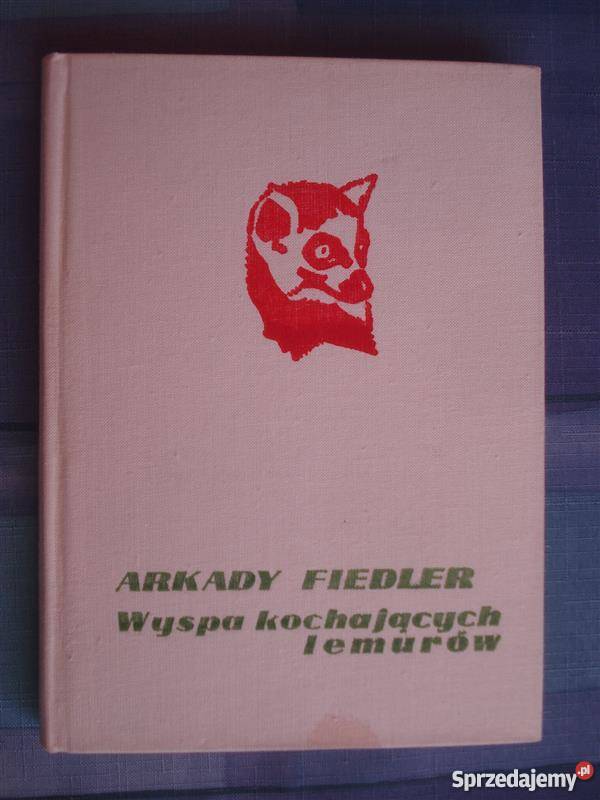 ARKADY FIEDLER
Wyspa kochających
lemurów
Sprzedajemy.pl